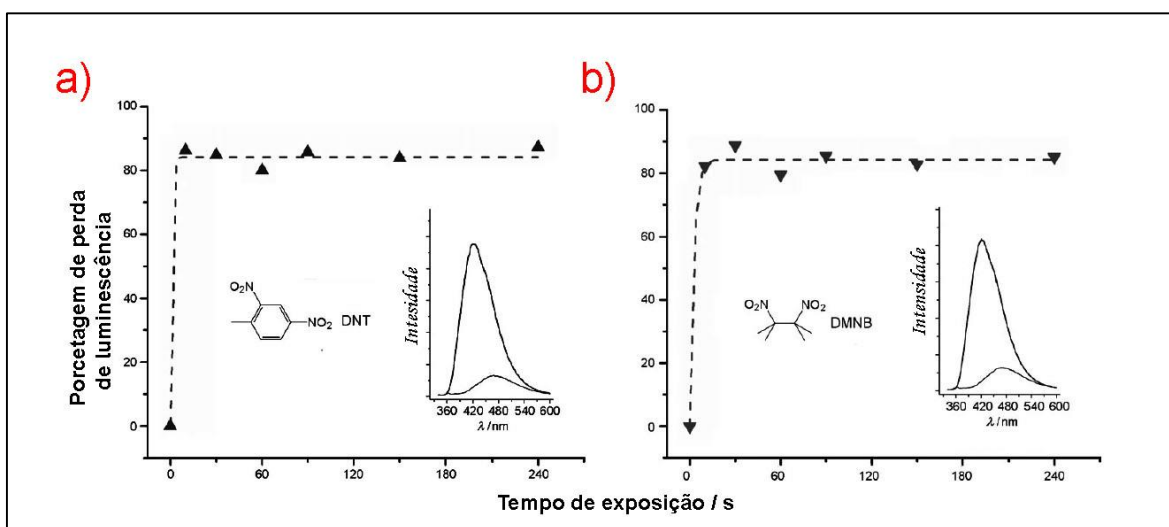 a)
b)
Porcetagem de perda
de luminescência
100
80
60
40
20
0
0
60
120
180
240
O₂N
NO₂ DNT
Intesidade
360 420 480 540 600
λ /nm
100
80
60
40
20
0
0
60
120
180
240
O₂N NO₂
DMNB
Intensidade
360 420 480 540 600
λ /nm
Tempo de exposição / s